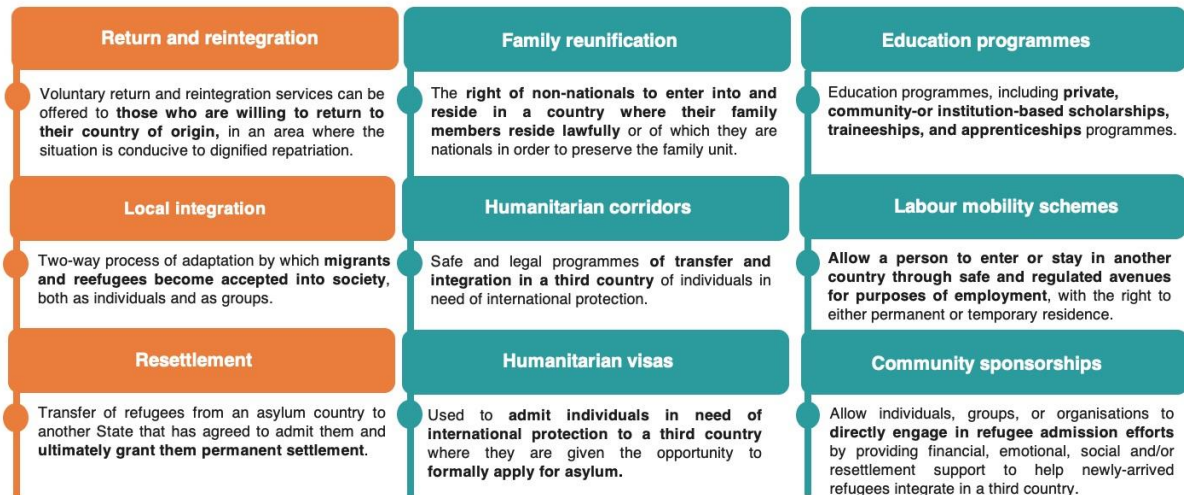 Return and reintegration
Voluntary return and reintegration services can be
offered to those who are willing to return to
their country of origin, in an area where the
situation is conducive to dignified repatriation.
Local integration
Two-way process of adaptation by which migrants
and reefugees become accepted into society,
both as individuals and as groups.
Resettlement
Transfer of refugees from an asylum country to
another State that has agreed to admit them and
ultimately grant them permanent settlement.
Family reunification
The right of non-nationals to enter into and
reside in a country where their family
members reside lawfully or of which they are
nationals in order to preserve the family unit.
Humanitarian corridors
Safe and legal programmes of transfer and
integration in a third country of individuals in
need of international protection.
Humanitarian visas
Used to admit individuals in need of
international protection to a third country
where they are given the opportunity to
formally apply for asylum.
Education programmes
Education programmes, including private,
community-or institution-based scholarships,
traineeships, and apprenticeships programmes.
Labour mobility schemes
Allow a person to enter or stay in another
country through safe and regulated avenues
for purposes of employment, with the right to
either permanent or temporary residence.
Community sponsorships
Allow individuals, groups, or organisations to
directly engage in refugee admission efforts
by providing financial, emotional, social and/or
resettlement support to help newly-arrived
refugees integrate in a third country.